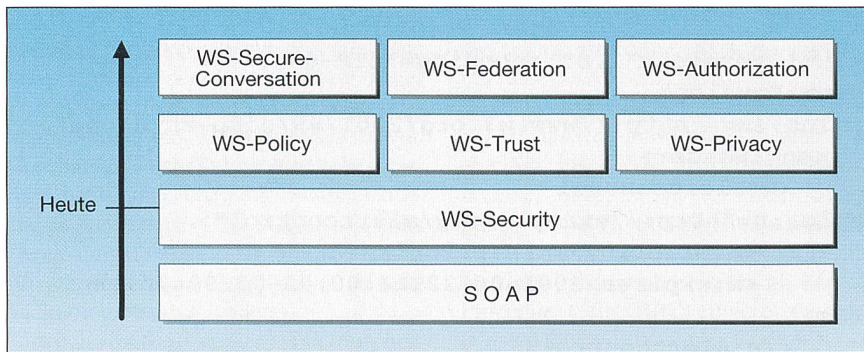 WS-Secure-
Conversation
WS-Federation
WS-Authorization
WS-Policy
WS-Trust
WS-Privacy
Heute
WS-Security
SOAP